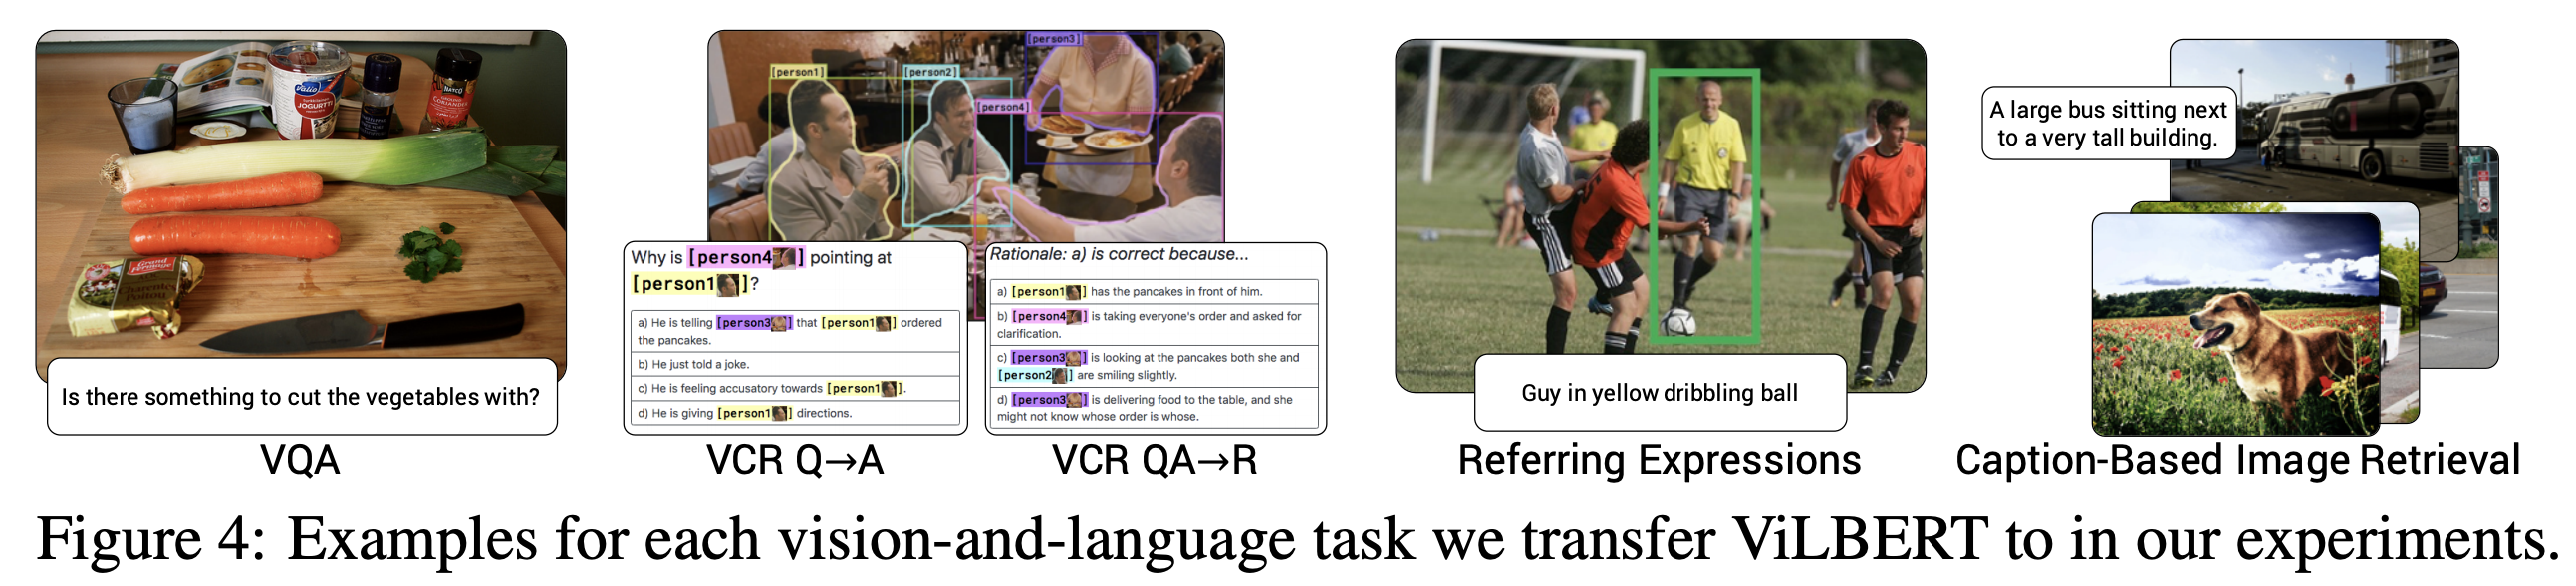 Valio
JOGURTTI
CORIANDER
Is there something to cut the vegetables with?
VQA
[person1]
[person2]
[person3]
[person4]
Why is [person4] pointing at
[person1]?
a) He is telling [person3] that [person1] ordered
the pancakes.
b) He just told a joke.
c) He is feeling accusatory towards [person1].
d) He is giving [person1] directions.
VCR Q→A
Rationale: a) is correct because...
a) [person1] has the pancakes in front of him.
b) [person4] is taking everyone's order and asked for
clarification.
c) [person3] is looking at the pancakes both she and
[person2] are smiling slightly.
d) [person3] is delivering food to the table, and she
might not know whose order is whose.
VCR QA→R
Guy in yellow dribbling ball
Referring Expressions
A large bus sitting next
to a very tall building.
Caption-Based Image Retrieval
Figure 4: Examples for each vision-and-language task we transfer ViLBERT to in our experiments.